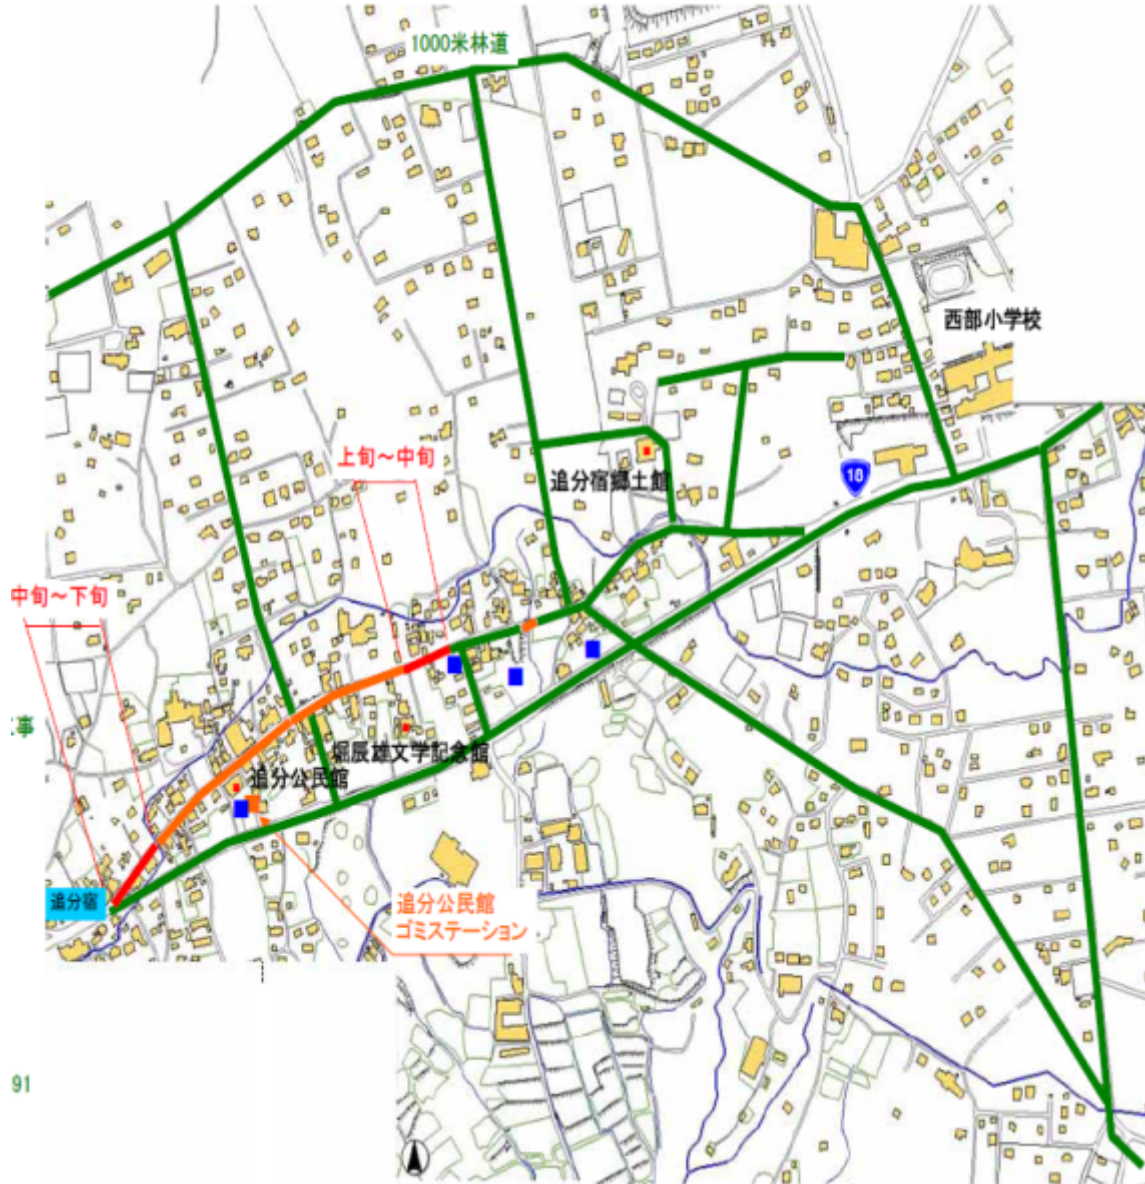 1000米林道
西部小学校
上旬～中旬
18
追分宿郷土館
中旬～下旬
事
堀辰雄文学記念館
追分公民館
追分宿
追分公民館
ゴミステーション
91